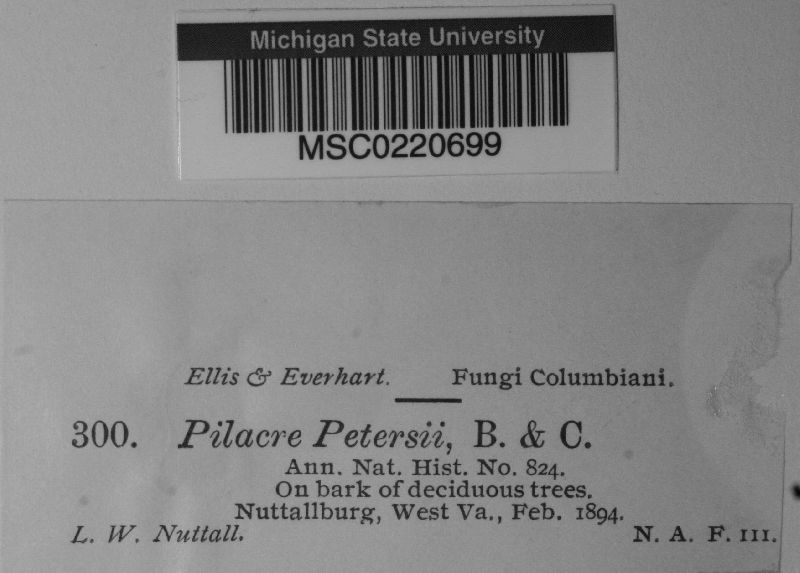 Michigan State University
MSC0220699
Ellis & Everhart. Fungi Columbiani.
300. Pilacre Petersii, B. & C.
Ann. Nat. Hist. No. 824.
On bark of deciduous trees.
Nuttallburg, West Va., Feb. 1894.
L. W. Nuttall. N. A. F. III.